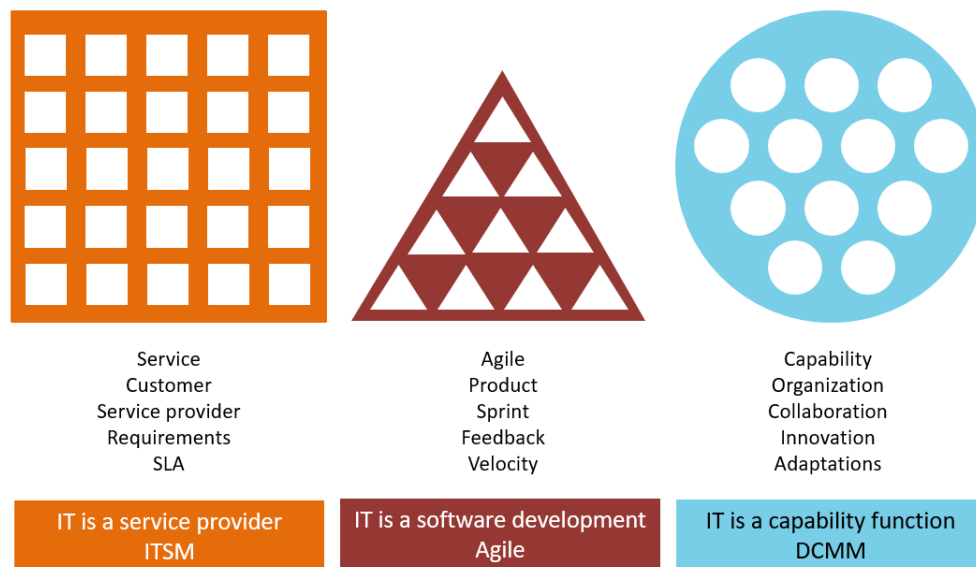 Service
Customer
Service provider
Requirements
SLA
Agile
Product
Sprint
Feedback
Velocity
Capability
Organization
Collaboration
Innovation
Adaptations
IT is a service provider
ITSM
IT is a software development
Agile
IT is a capability function
DCMM